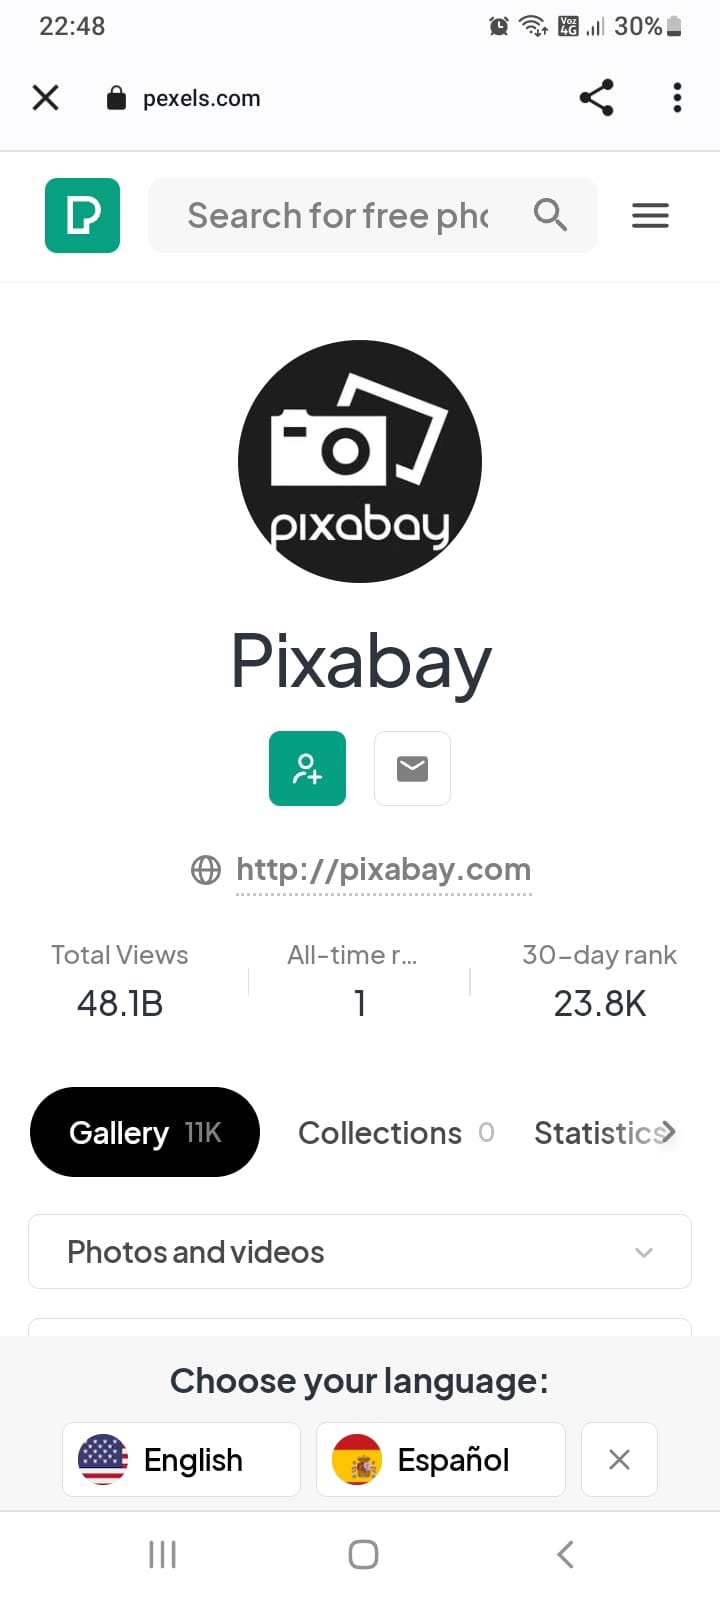 22:48
Voz 4G 30%
pexels.com
Search for free pho
pixabay
Pixabay
http://pixabay.com
Total Views All-time r... 30-day rank
48.1B 1 23.8K
Gallery 11K Collections 0 Statistics
Photos and videos
Choose your language:
English Español